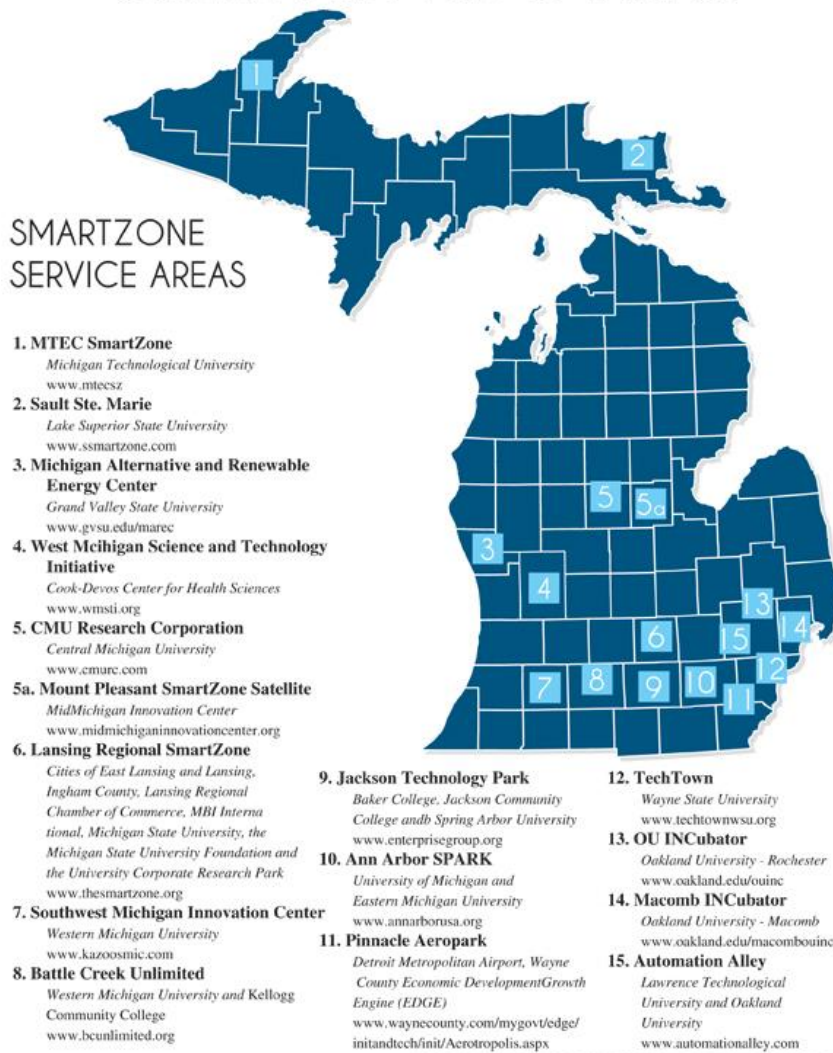 SMARTZONE
SERVICE AREAS
1
2
3
4
5
5a
6
7
8
9
10
11
12
13
14
15
1. MTEC SmartZone
Michigan Technological University
www.mtecsz
2. Sault Ste. Marie
Lake Superior State University
www.ssmartzone.com
3. Michigan Alternative and Renewable
Energy Center
Grand Valley State University
www.gvsu.edu/marec
4. West Mcihigan Science and Technology
Initiative
Cook-Devos Center for Health Sciences
www.wmsti.org
5. CMU Research Corporation
Central Michigan University
www.cmurc.com
5a. Mount Pleasant SmartZone Satellite
MidMichigan Innovation Center
www.midmichiganinnovationcenter.org
6. Lansing Regional SmartZone
Cities of East Lansing and Lansing,
Ingham County, Lansing Regional
Chamber of Commerce, MBI Interna
tional, Michigan State University, the
Michigan State University Foundation and
the University Corporate Research Park
www.thesmartzone.org
7. Southwest Michigan Innovation Center
Western Michigan University
www.kazoosmic.com
8. Battle Creek Unlimited
Western Michigan University and Kellogg
Community College
www.bcunlimited.org
9. Jackson Technology Park
Baker College, Jackson Community
College andb Spring Arbor University
www.enterprisegroup.org
10. Ann Arbor SPARK
University of Michigan and
Eastern Michigan University
www.annarborusa.org
11. Pinnacle Aeropark
Detroit Metropolitan Airport, Wayne
County Economic DevelopmentGrowth
Engine (EDGE)
www.waynecounty.com/mygovt/edge/
initandtech/init/Aerotropolis.aspx
12. TechTown
Wayne State University
www.techtownwsu.org
13. OU INCubator
Oakland University - Rochester
www.oakland.edu/ouinc
14. Macomb INCubator
Oakland University - Macomb
www.oakland.edu/macombouinc
15. Automation Alley
Lawrence Technological
University and Oakland
University
www.automationalley.com